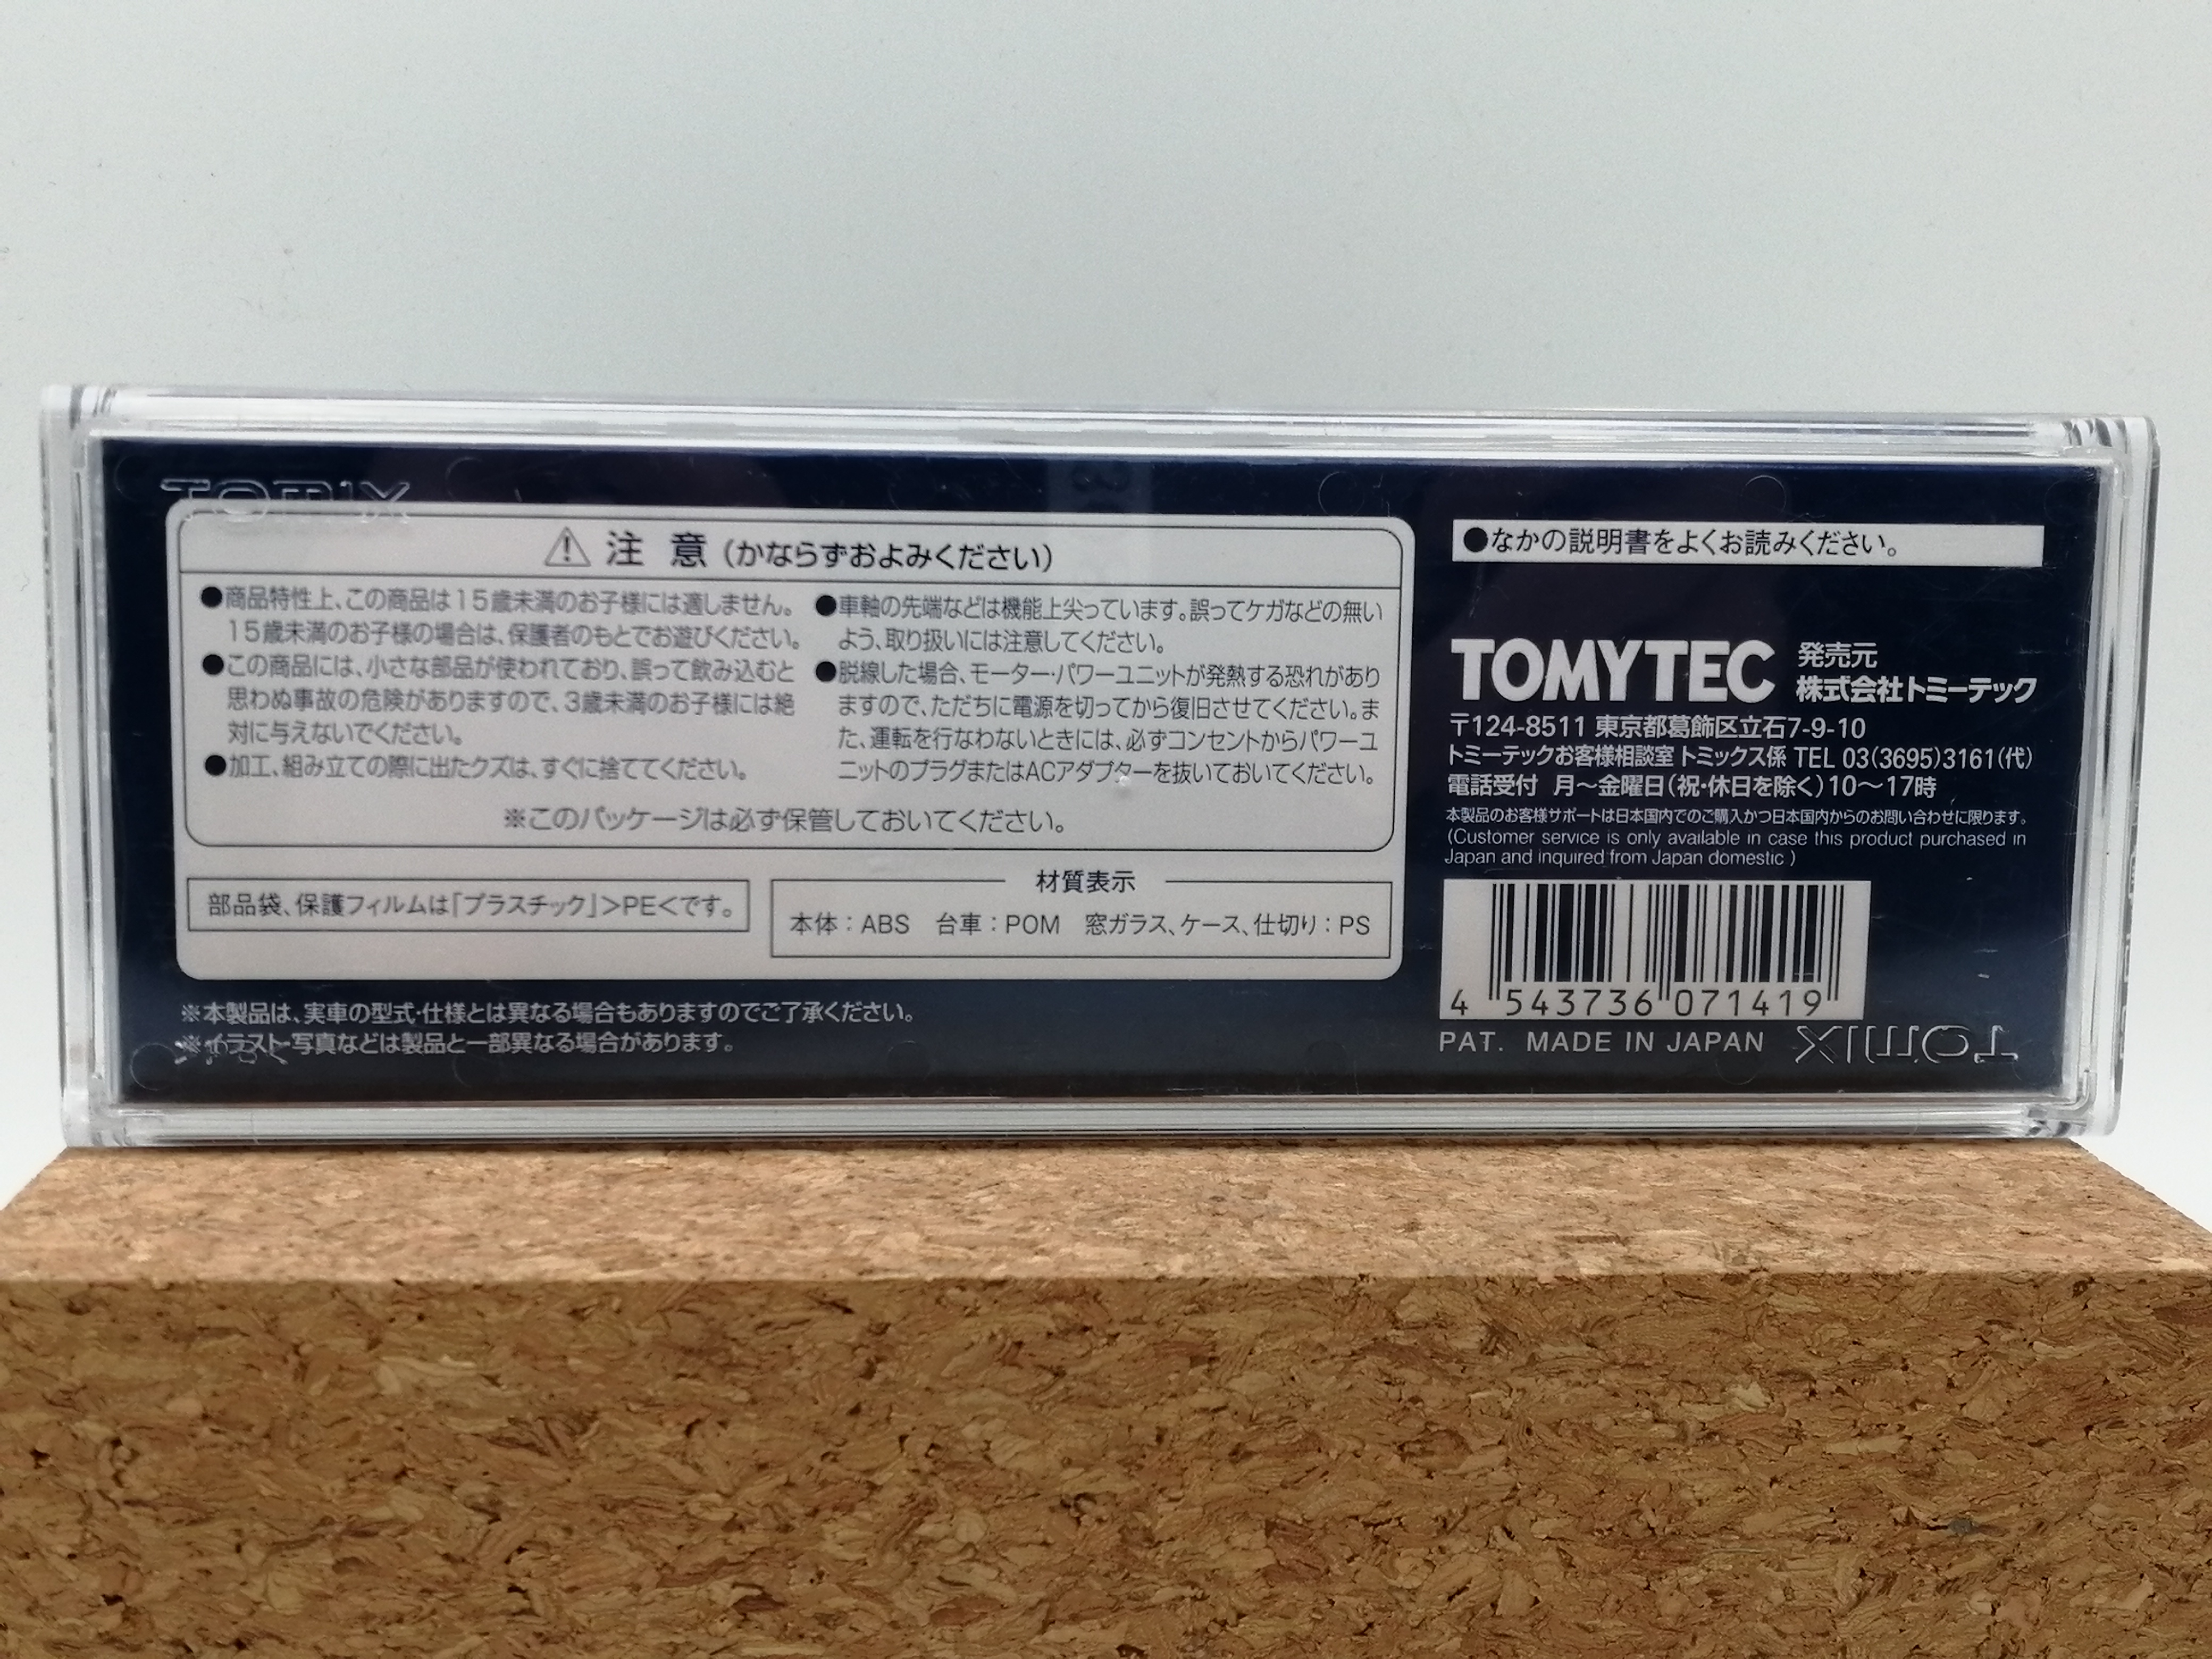 TOMIX
⚠ 注 意 (かならずおよみください)
●商品特性上、この商品は15歳未満のお子様には適しません。
15歳未満のお子様の場合は、保護者のもとでお遊びください。
●この商品には、小さな部品が使われており、誤って飲み込むと
思わぬ事故の危険がありますので、3歳未満のお子様には絶
対に与えないでください。
●加工、組み立ての際に出たクズは、すぐに捨ててください。
●車軸の先端などは機能上尖っています。誤ってケガなどの無い
よう、取り扱いには注意してください。
●脱線した場合、モーター・パワーユニットが発熱する恐れがあり
ますので、ただちに電源を切ってから復旧させてください。ま
た、運転を行なわないときには、必ずコンセントからパワーユ
ニットのプラグまたはACアダプターを抜いておいてください。
※このパッケージは必ず保管しておいてください。
部品袋、保護フィルムは「プラスチック」>PE<です。
材質表示
本体：ABS 台車：POM 窓ガラス、ケース、仕切り：PS
※本製品は、実車の型式・仕様とは異なる場合もありますのでご了承ください。
※イラスト・写真などは製品と一部異なる場合があります。
●なかの説明書をよくお読みください。
TOMYTEC 発売元
株式会社トミーテック
〒124-8511 東京都葛飾区立石7-9-10
トミーテックお客様相談室 トミックス係 TEL 03(3695)3161(代)
電話受付 月～金曜日(祝・休日を除く)10～17時
本製品のお客様サポートは日本国内でのご購入かつ日本国内からのお問い合わせに限ります。
(Customer service is only available in case this product purchased in
Japan and inquired from Japan domestic )
4 543736 071419
PAT. MADE IN JAPAN
TOMIX